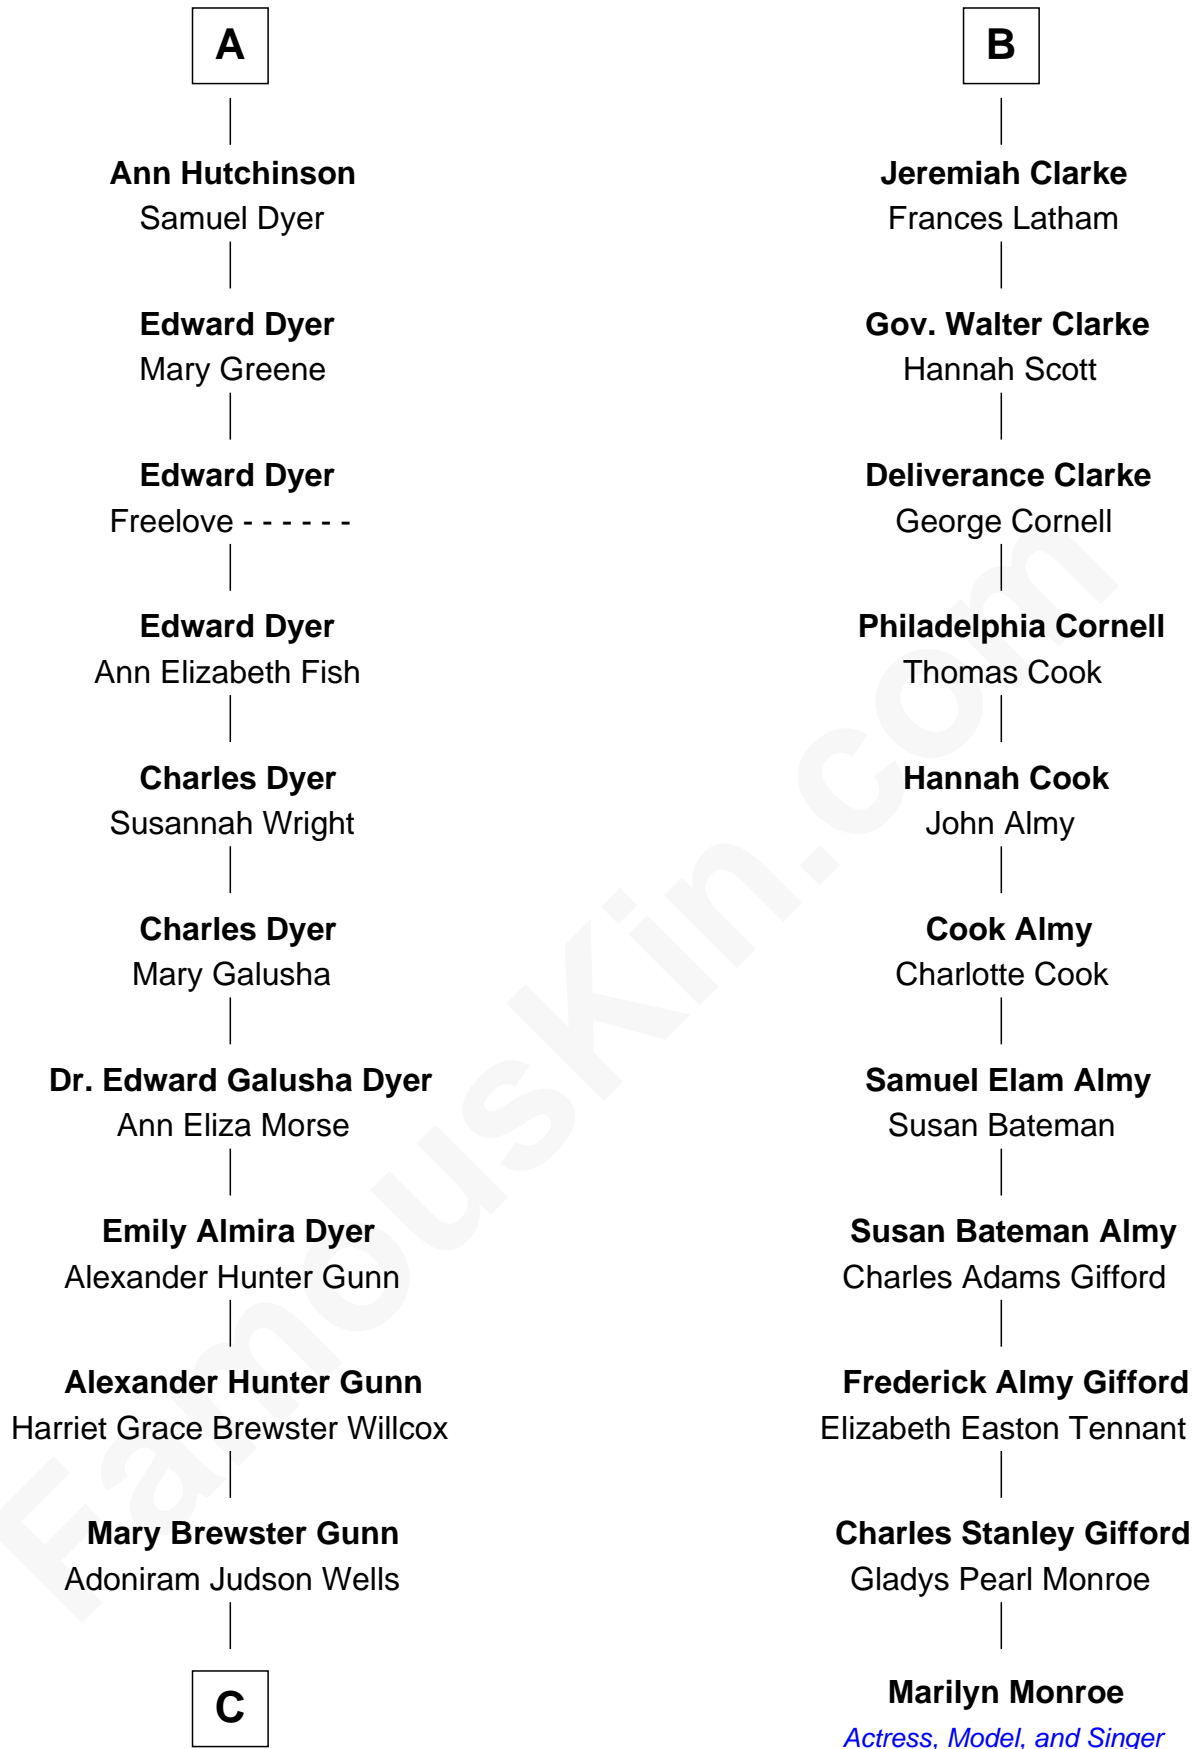 A
Ann Hutchinson
Samuel Dyer
Edward Dyer
Mary Greene
Edward Dyer
Freelove - - - - - -
Edward Dyer
Ann Elizabeth Fish
Charles Dyer
Susannah Wright
Charles Dyer
Mary Galusha
Dr. Edward Galusha Dyer
Ann Eliza Morse
Emily Almira Dyer
Alexander Hunter Gunn
Alexander Hunter Gunn
Harriet Grace Brewster Willcox
Mary Brewster Gunn
Adoniram Judson Wells
C
B
Jeremiah Clarke
Frances Latham
Gov. Walter Clarke
Hannah Scott
Deliverance Clarke
George Cornell
Philadelphia Cornell
Thomas Cook
Hannah Cook
John Almy
Cook Almy
Charlotte Cook
Samuel Elam Almy
Susan Bateman
Susan Bateman Almy
Charles Adams Gifford
Frederick Almy Gifford
Elizabeth Easton Tennant
Charles Stanley Gifford
Gladys Pearl Monroe
Marilyn Monroe
Actress, Model, and Singer
FamousKin.com